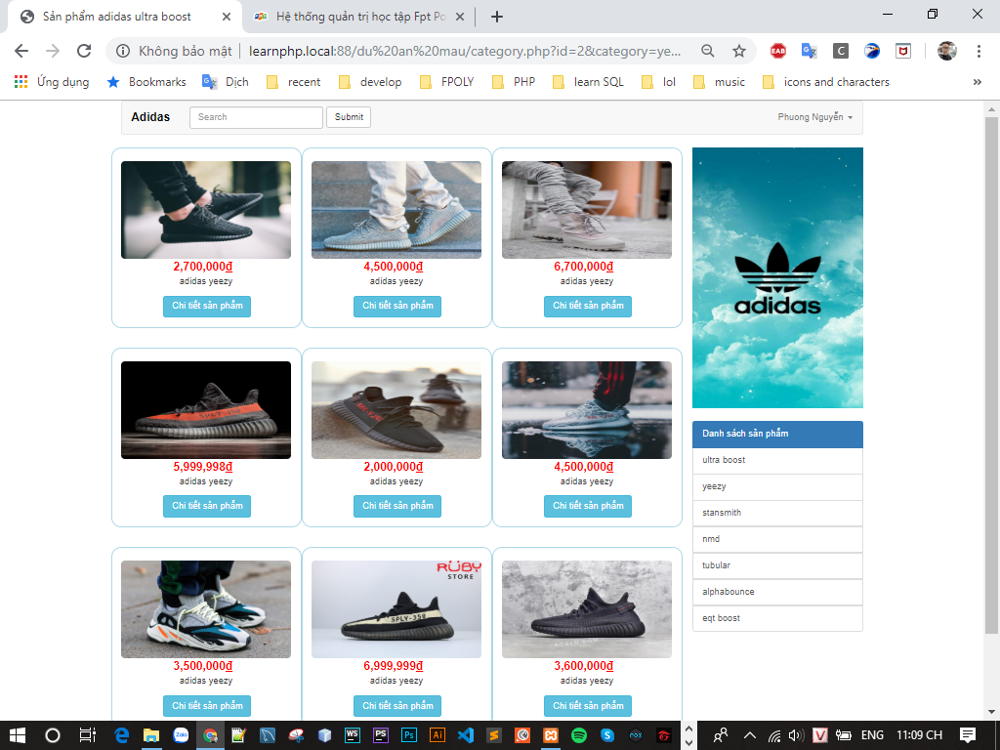 Sản phẩm adidas ultra boost
Hệ thống quản trị học tập Fpt Po
Không bảo mật
learnphp.local:88/du%20an%20mau/category.php?id=2&category=ye...
EAB
C
Ứng dụng
Bookmarks
Dịch
recent
develop
FPOLY
PHP
learn SQL
lol
music
icons and characters
»
Adidas
Search
Submit
Phuong Nguyễn
2,700,000₫
adidas yeezy
Chi tiết sản phẩm
4,500,000₫
adidas yeezy
Chi tiết sản phẩm
6,700,000₫
adidas yeezy
Chi tiết sản phẩm
adidas
5,999,998₫
adidas yeezy
Chi tiết sản phẩm
2,000,000₫
adidas yeezy
Chi tiết sản phẩm
4,500,000₫
adidas yeezy
Chi tiết sản phẩm
Danh sách sản phẩm
ultra boost
yeezy
stansmith
nmd
tubular
alphabounce
eqt boost
3,500,000₫
adidas yeezy
Chi tiết sản phẩm
RUBY
STORE
SPLY-350
6,999,999₫
adidas yeezy
Chi tiết sản phẩm
3,600,000₫
adidas yeezy
Chi tiết sản phẩm
Zalo
WS
PS
Ps
Ai
ENG
11:09 CH